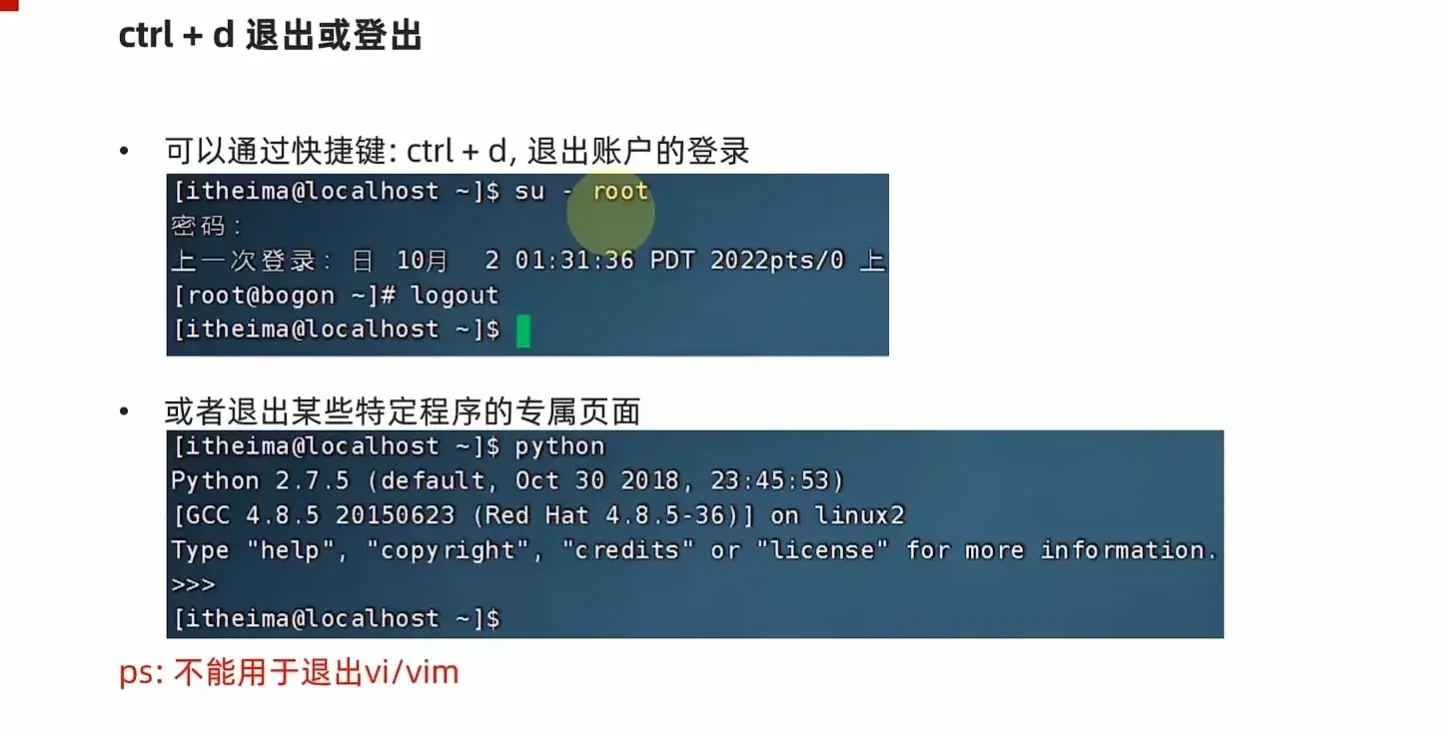 ctrl + d 退出或登出
• 可以通过快捷键: ctrl + d, 退出账户的登录
[itheima@localhost ~]$ su - root
密码：
上一次登录：日 10月  2 01:31:36 PDT 2022pts/0 上
[root@bogon ~]# logout
[itheima@localhost ~]$
• 或者退出某些特定程序的专属页面
[itheima@localhost ~]$ python
Python 2.7.5 (default, Oct 30 2018, 23:45:53)
[GCC 4.8.5 20150623 (Red Hat 4.8.5-36)] on linux2
Type "help", "copyright", "credits" or "license" for more information.
>>>
[itheima@localhost ~]$
ps: 不能用于退出vi/vim